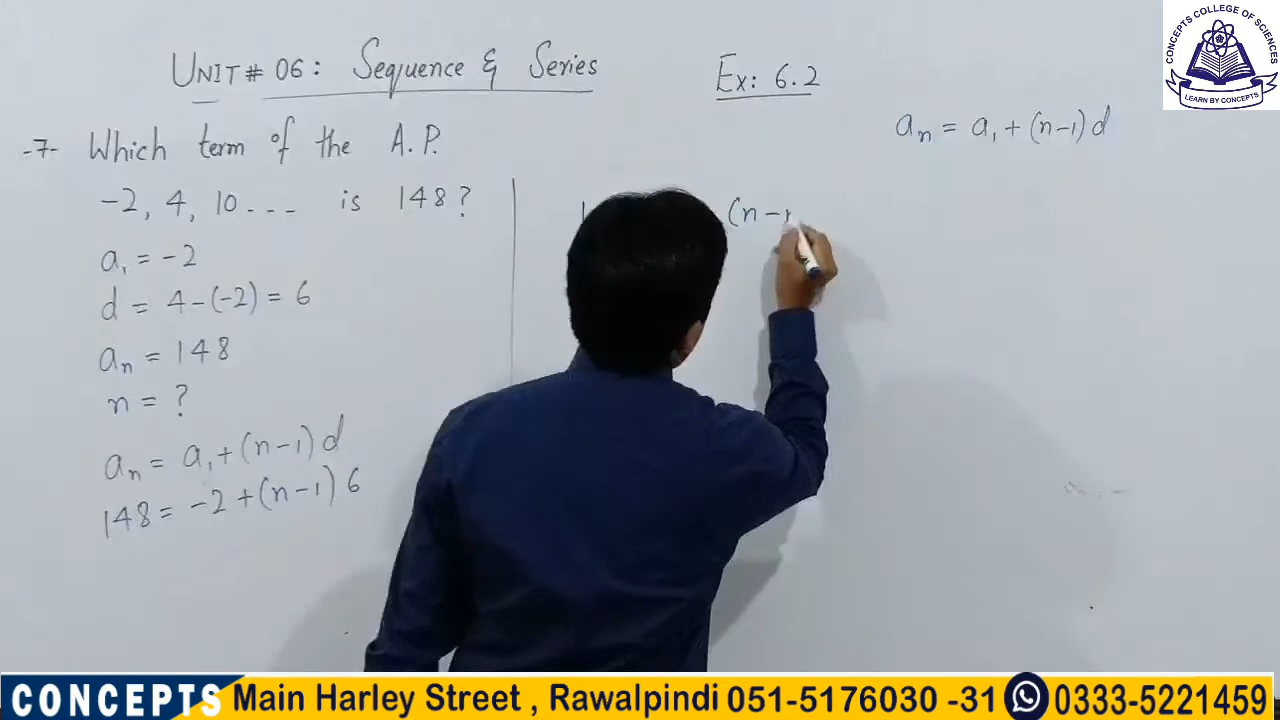 UNIT# 06: Sequence & Series
Ex: 6.2
CONCEPTS COLLEGE OF SCIENCES
LEARN BY CONCEPTS
aₙ = a₁ + (n-1) d
-7- Which term of the A.P.
-2, 4, 10 --- is 148?
a₁ = -2
d = 4-(-2) = 6
aₙ = 148
n = ?
aₙ = a₁ + (n-1) d
148 = -2 + (n-1) 6
(n-
CONCEPTS Main Harley Street , Rawalpindi 051-5176030 -31 0333-5221459